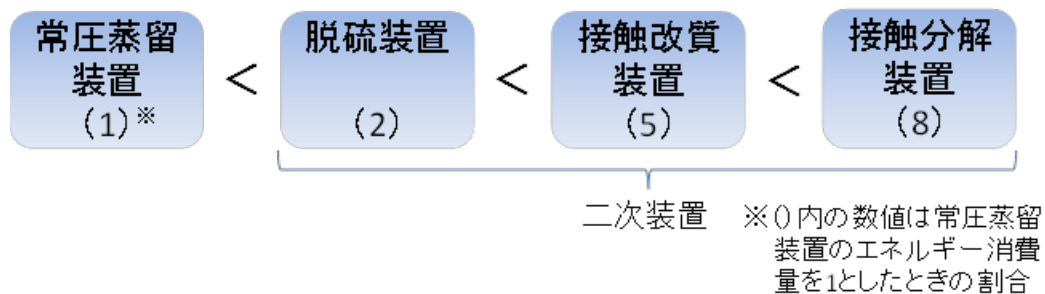 常圧蒸留
装置
(1)※
<
脱硫装置
(2)
<
接触改質
装置
(5)
<
接触分解
装置
(8)
二次装置
※()内の数値は常圧蒸留
装置のエネルギー消費
量を1としたときの割合